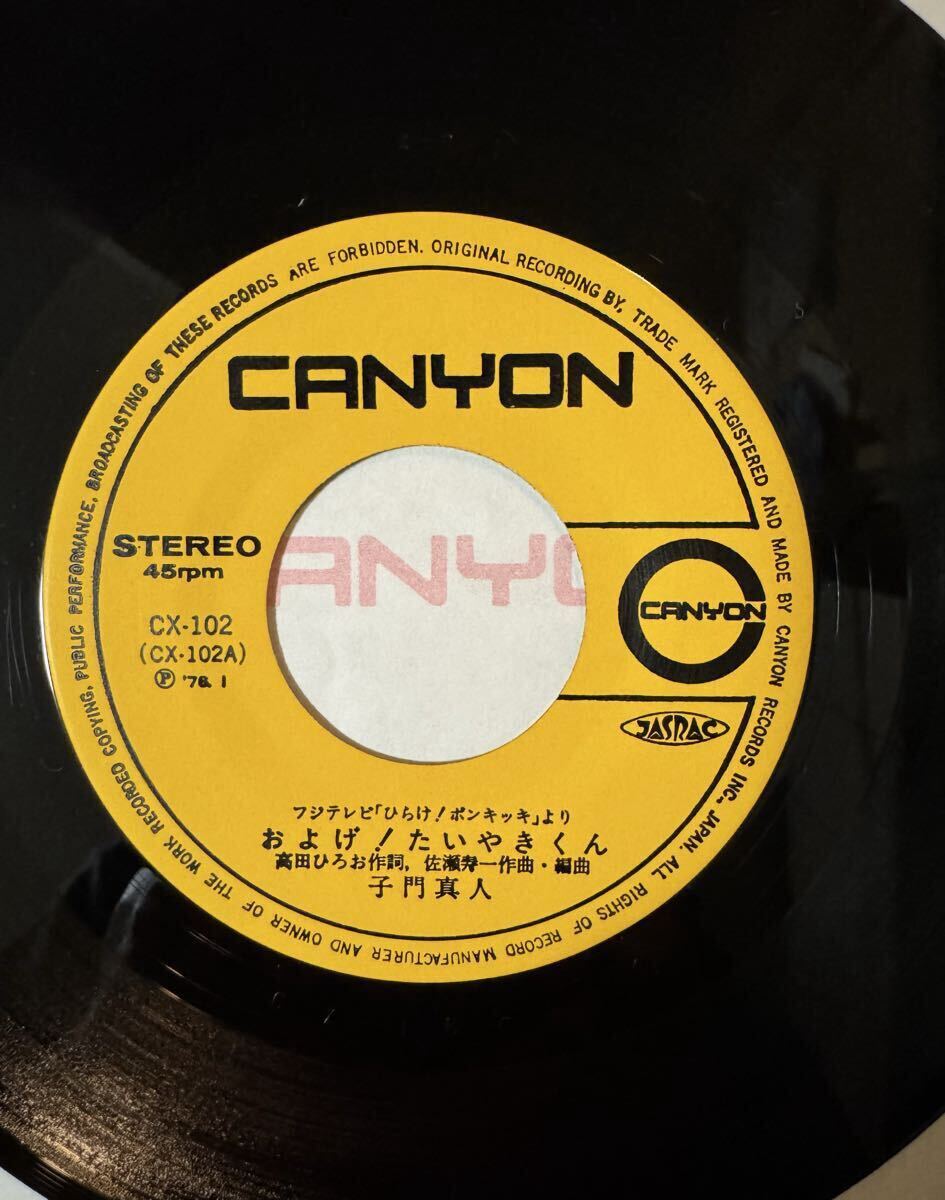 ORIGINAL RECORDING BY, TRADE MARK REGISTERED AND MADE BY CANYON RECORDS INC., JAPAN. ALL RIGHTS OF RECORD MANUFACTURER AND OWNER OF THE WORK RECORDED COPYING, PUBLIC PERFORMANCE, BROADCASTING OF THESE RECORDS ARE FORBIDDEN.
CANYON
ANYO
STEREO
45rpm
CANYON
CX-102
(CX-102A)
Ⓟ '76. 1
JASRAC
フジテレビ「ひらけ!ポンキッキ」より
およげ!たいやきくん
高田ひろお作詞, 佐瀬寿一作曲・編曲
子門真人